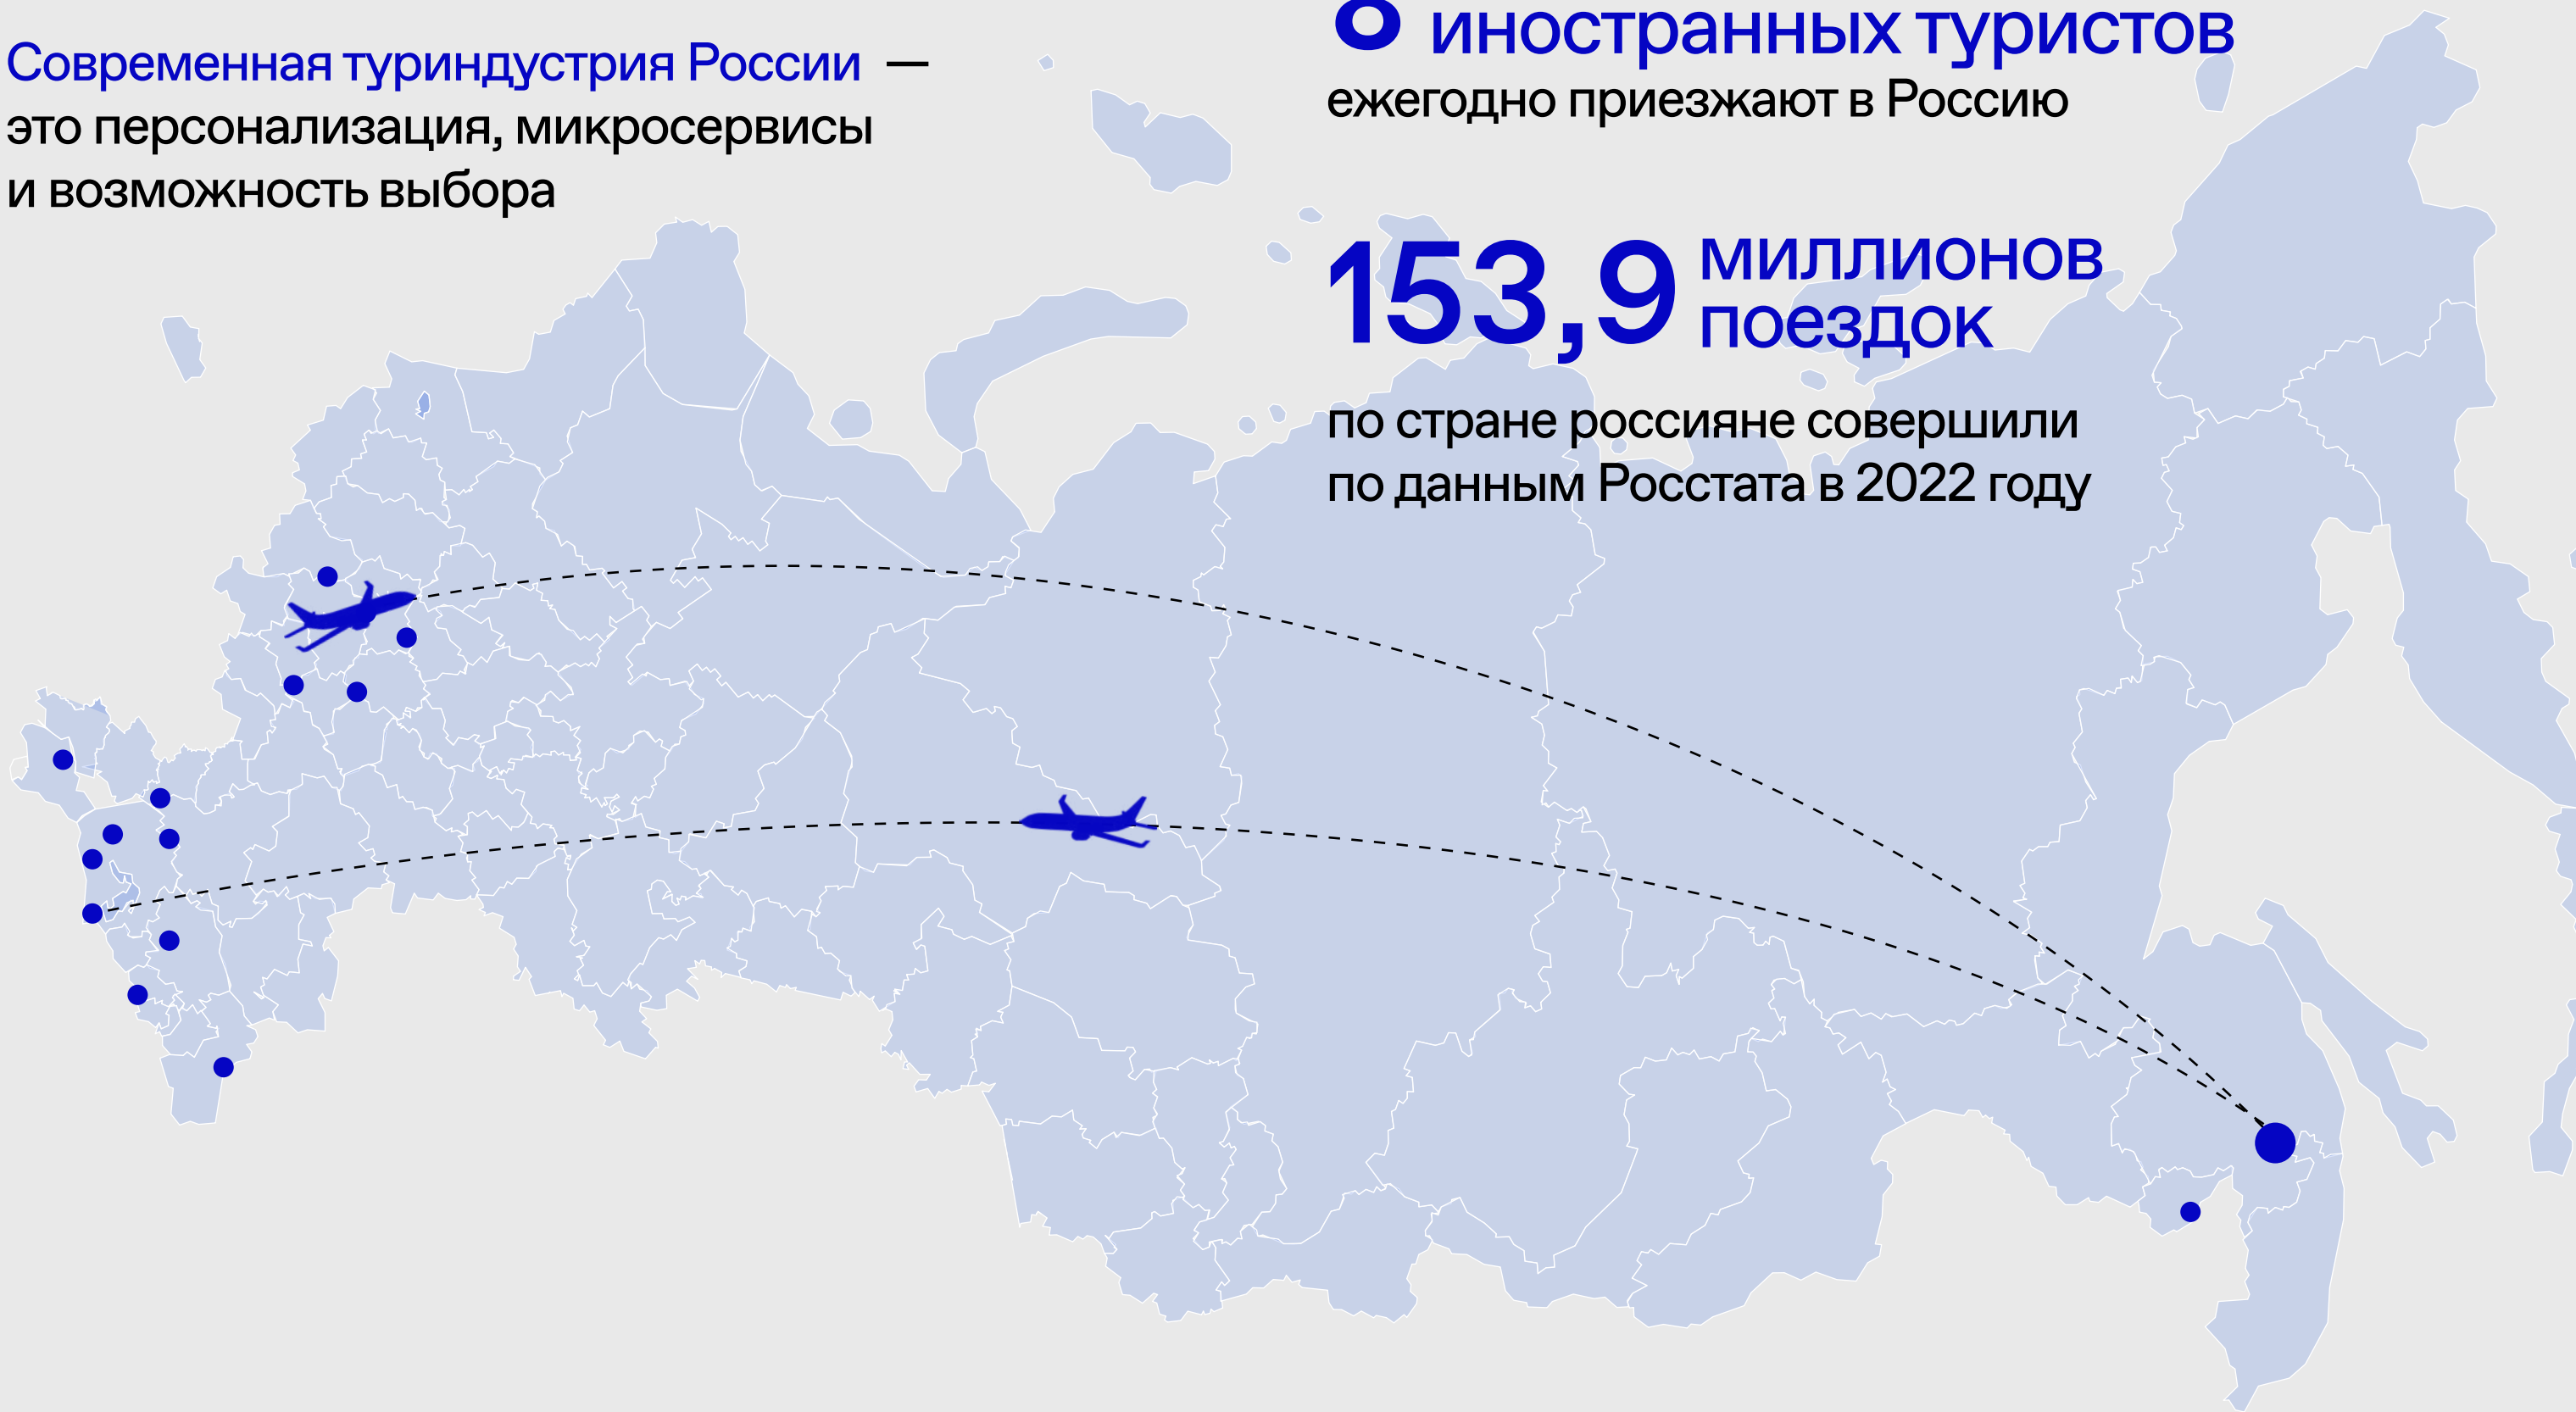 Современная туриндустрия России —
это персонализация, микросервисы
и возможность выбора
иностранных туристов
ежегодно приезжают в Россию
153,9 миллионов
поездок
по стране россияне совершили
по данным Росстата в 2022 году